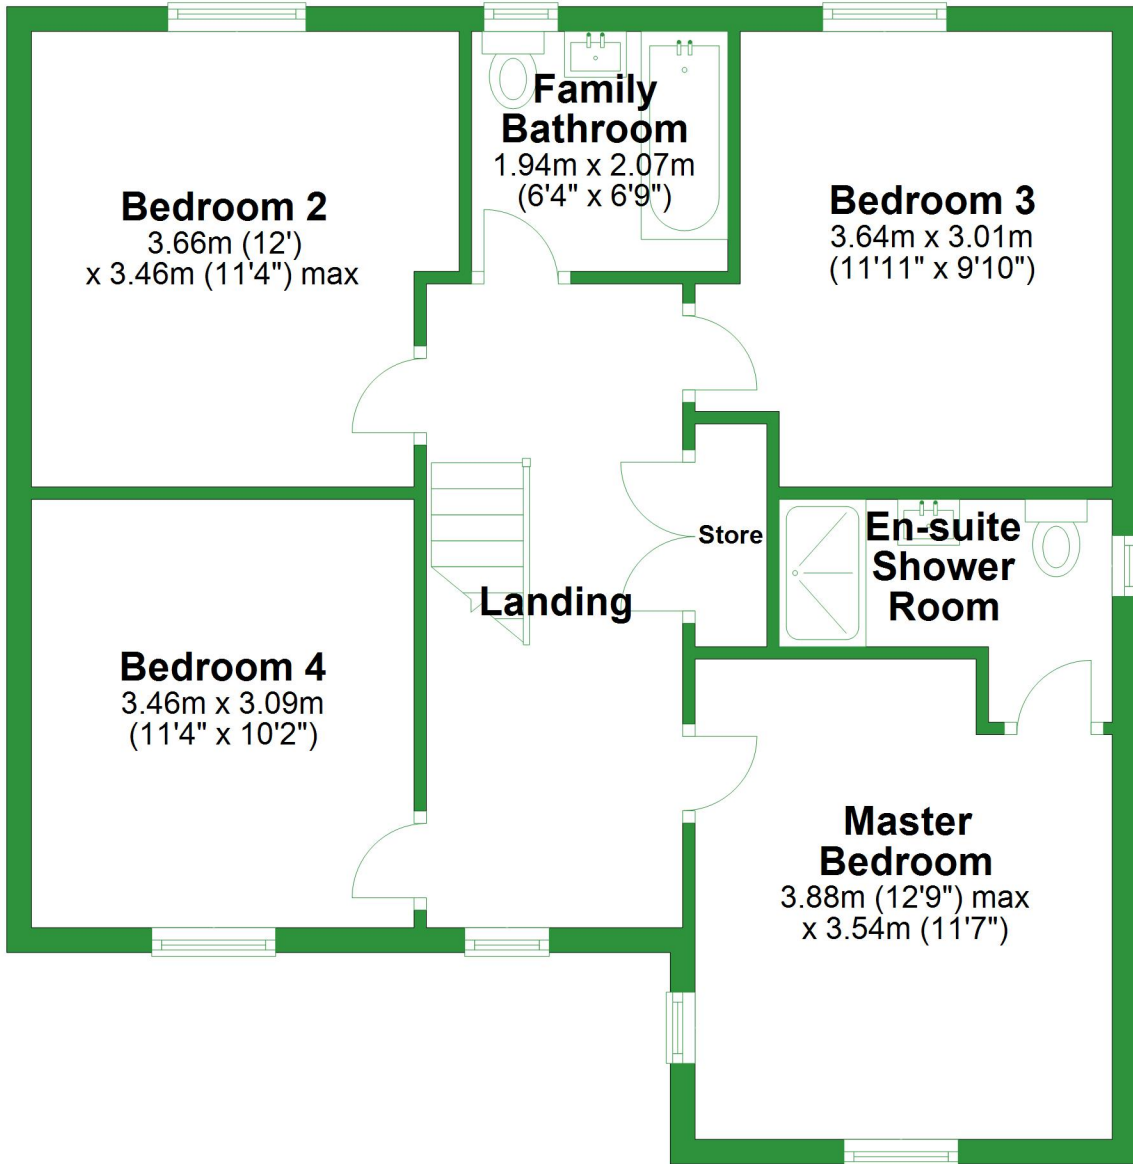 Family
Bathroom
1.94m x 2.07m
(6'4" x 6'9")
Bedroom 2
3.66m (12')
x 3.46m (11'4") max
Bedroom 3
3.64m x 3.01m
(11'11" x 9'10")
Store
En-suite
Shower
Room
Landing
Bedroom 4
3.46m x 3.09m
(11'4" x 10'2")
Master
Bedroom
3.88m (12'9") max
x 3.54m (11'7")